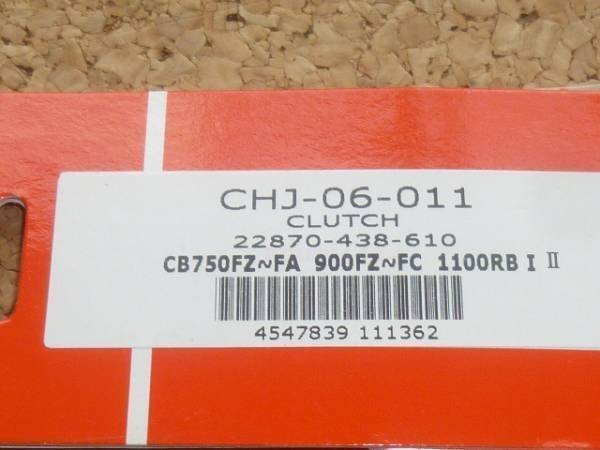 CHJ-06-011
CLUTCH
22870-438-610
CB750FZ~FA 900FZ~FC 1100RB I II
4547839 111362